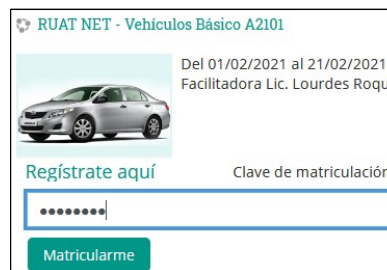 RUAT NET - Vehículos Básico A2101
Del 01/02/2021 al 21/02/2021
Facilitadora Lic. Lourdes Roqu
Regístrate aquí Clave de matriculación
••••••••
Matricularme